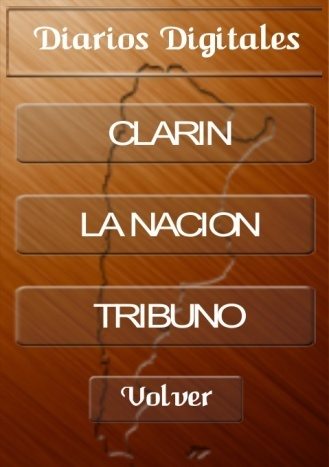 Diarios Digitales
CLARIN
LA NACION
TRIBUNO
Volver